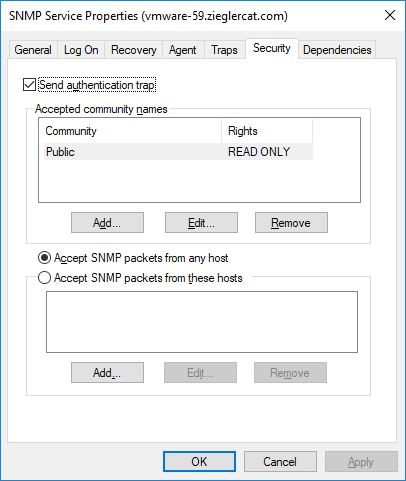 SNMP Service Properties (vmware-59.zieglercat.com)
General Log On Recovery Agent Traps Security Dependencies
Send authentication trap
Accepted community names
Community Rights
Public READ ONLY
Add... Edit... Remove
Accept SNMP packets from any host
Accept SNMP packets from these hosts
Add... Edit... Remove
OK Cancel Apply